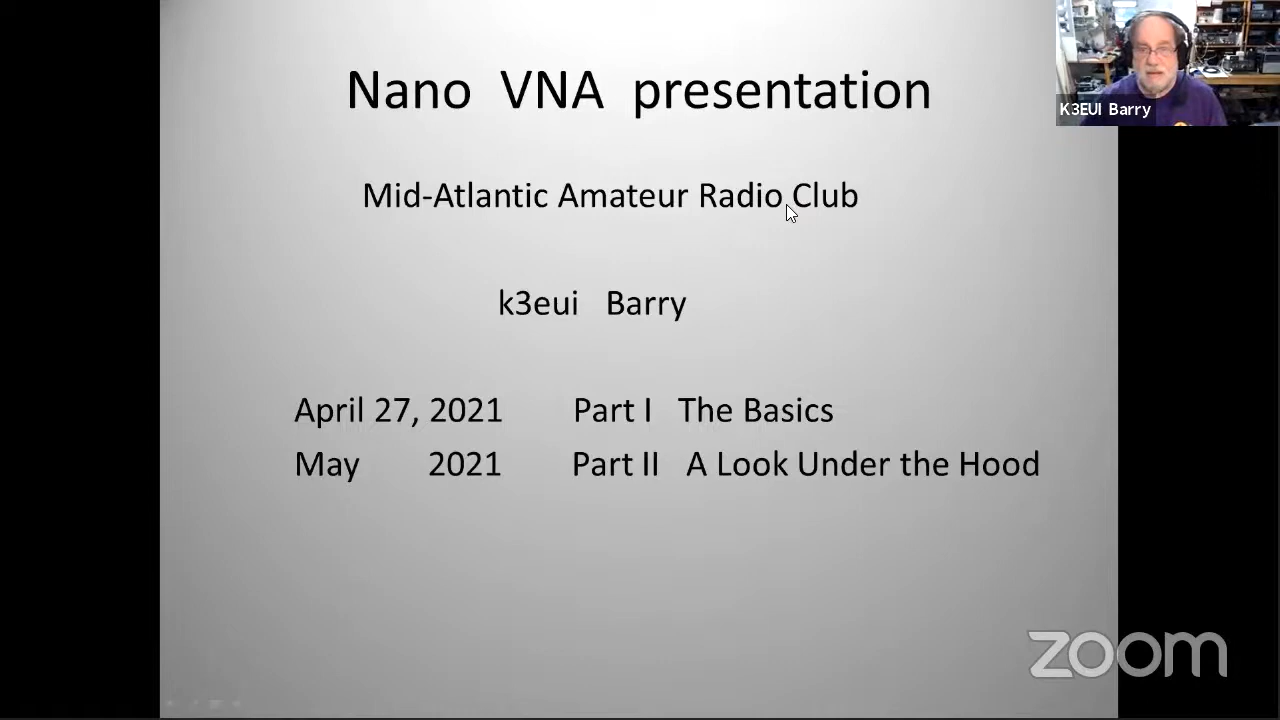 Nano VNA presentation
K3EUI Barry
Mid-Atlantic Amateur Radio Club
k3eui Barry
April 27, 2021 Part I The Basics
May 2021 Part II A Look Under the Hood
zoom